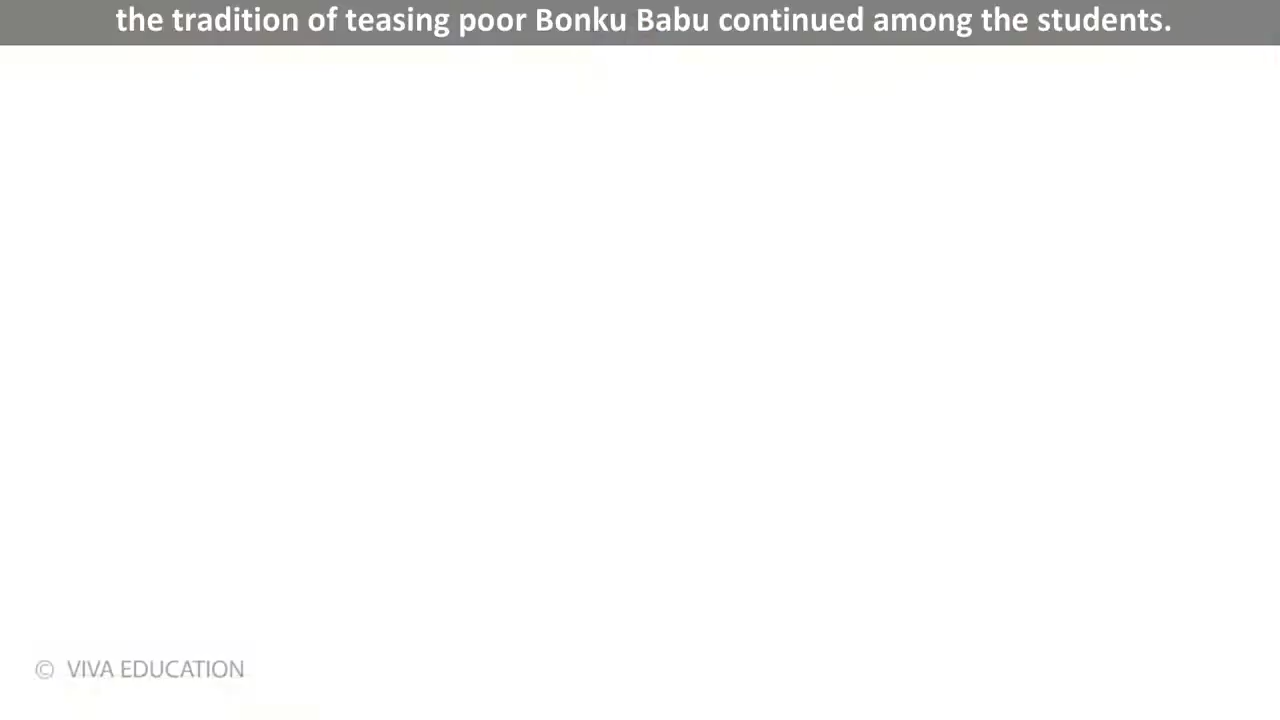 the tradition of teasing poor Bonku Babu continued among the students.
© VIVA EDUCATION